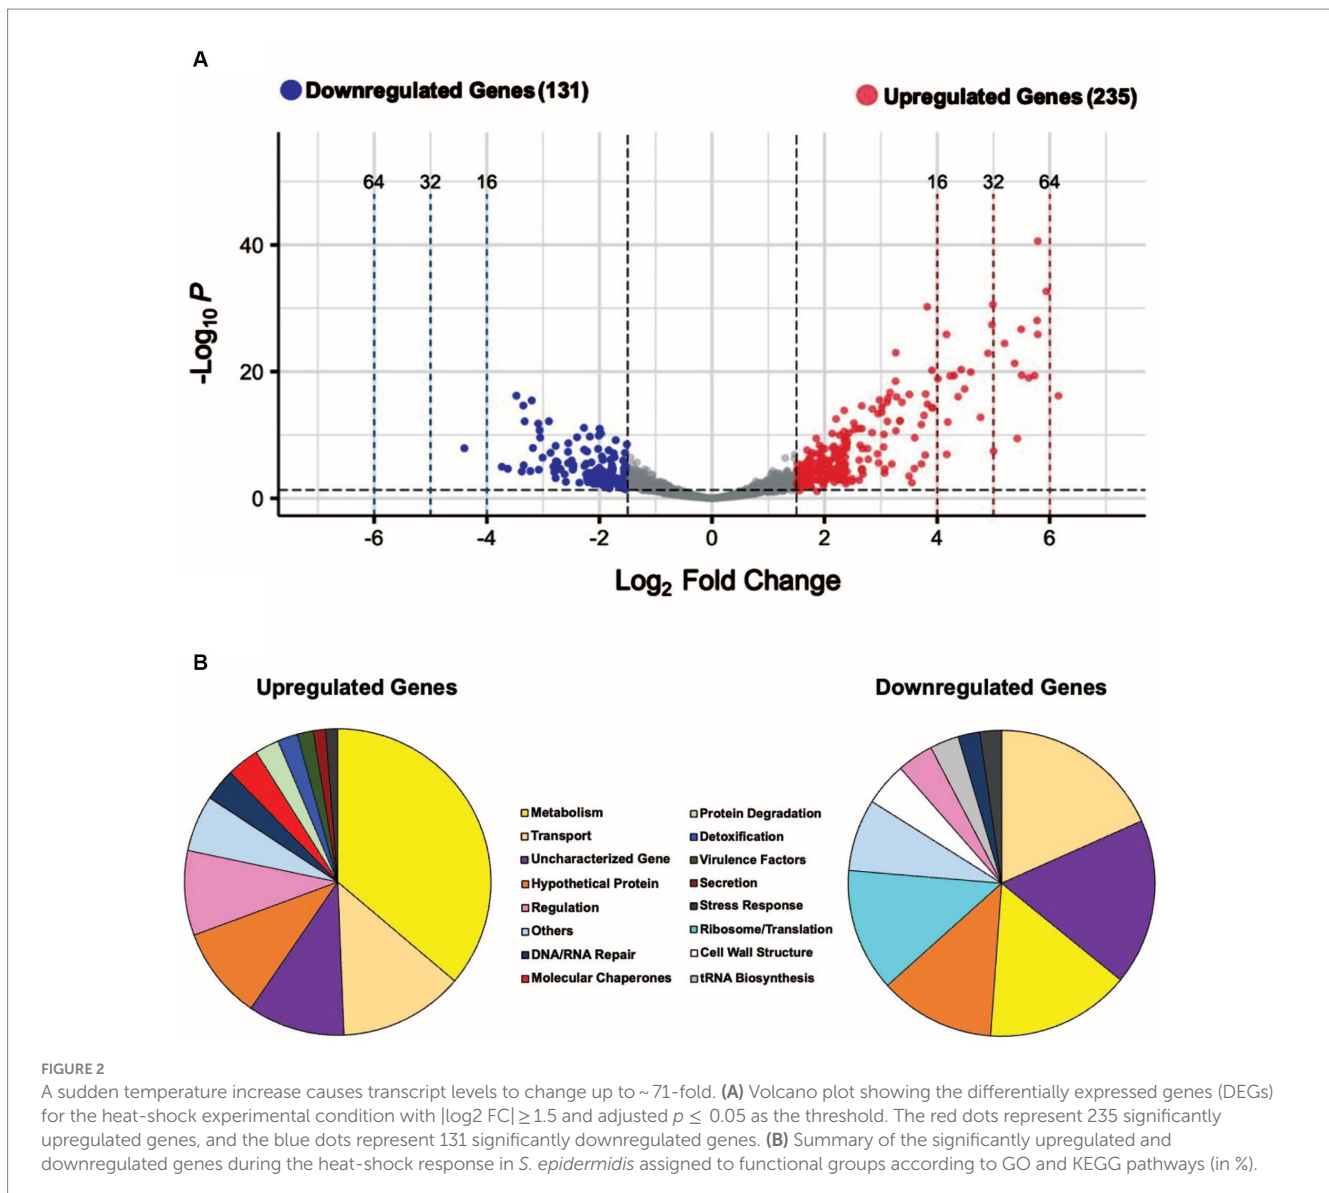 A
Downregulated Genes (131)
Upregulated Genes (235)
64 32 16 16 32 64
40
20
0
-Log10 P
-6 -4 -2 0 2 4 6
Log2 Fold Change
B
Upregulated Genes
Downregulated Genes
Metabolism
Transport
Uncharacterized Gene
Hypothetical Protein
Regulation
Others
DNA/RNA Repair
Molecular Chaperones
Protein Degradation
Detoxification
Virulence Factors
Secretion
Stress Response
Ribosome/Translation
Cell Wall Structure
tRNA Biosynthesis
FIGURE 2
A sudden temperature increase causes transcript levels to change up to ~ 71-fold. (A) Volcano plot showing the differentially expressed genes (DEGs)
for the heat-shock experimental condition with |log2 FC| ≥ 1.5 and adjusted p ≤ 0.05 as the threshold. The red dots represent 235 significantly
upregulated genes, and the blue dots represent 131 significantly downregulated genes. (B) Summary of the significantly upregulated and
downregulated genes during the heat-shock response in S. epidermidis assigned to functional groups according to GO and KEGG pathways (in %).